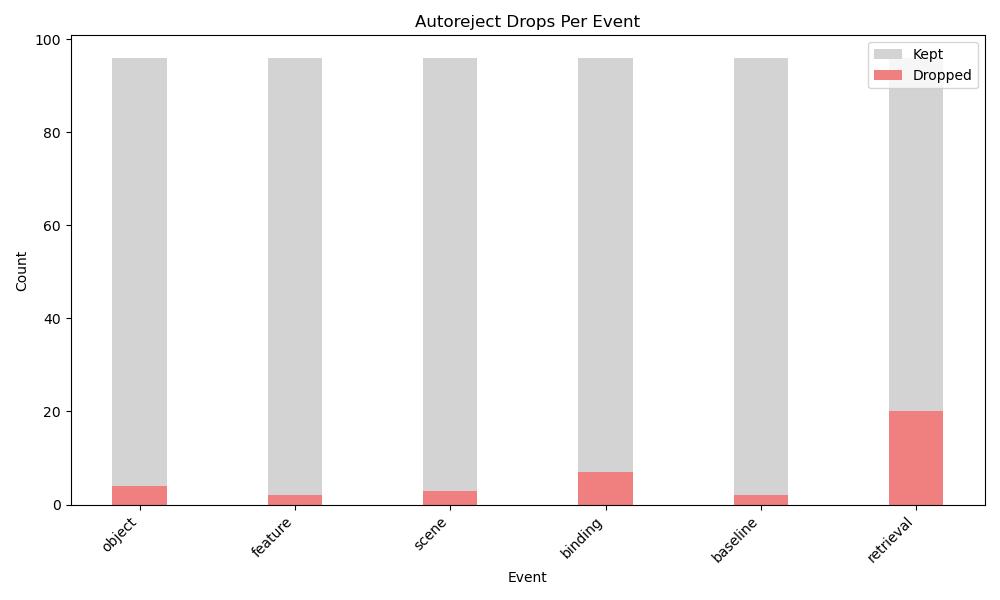 Autoreject Drops Per Event
Kept
Dropped
100
80
60
40
20
0
Count
object
feature
scene
binding
baseline
retrieval
Event